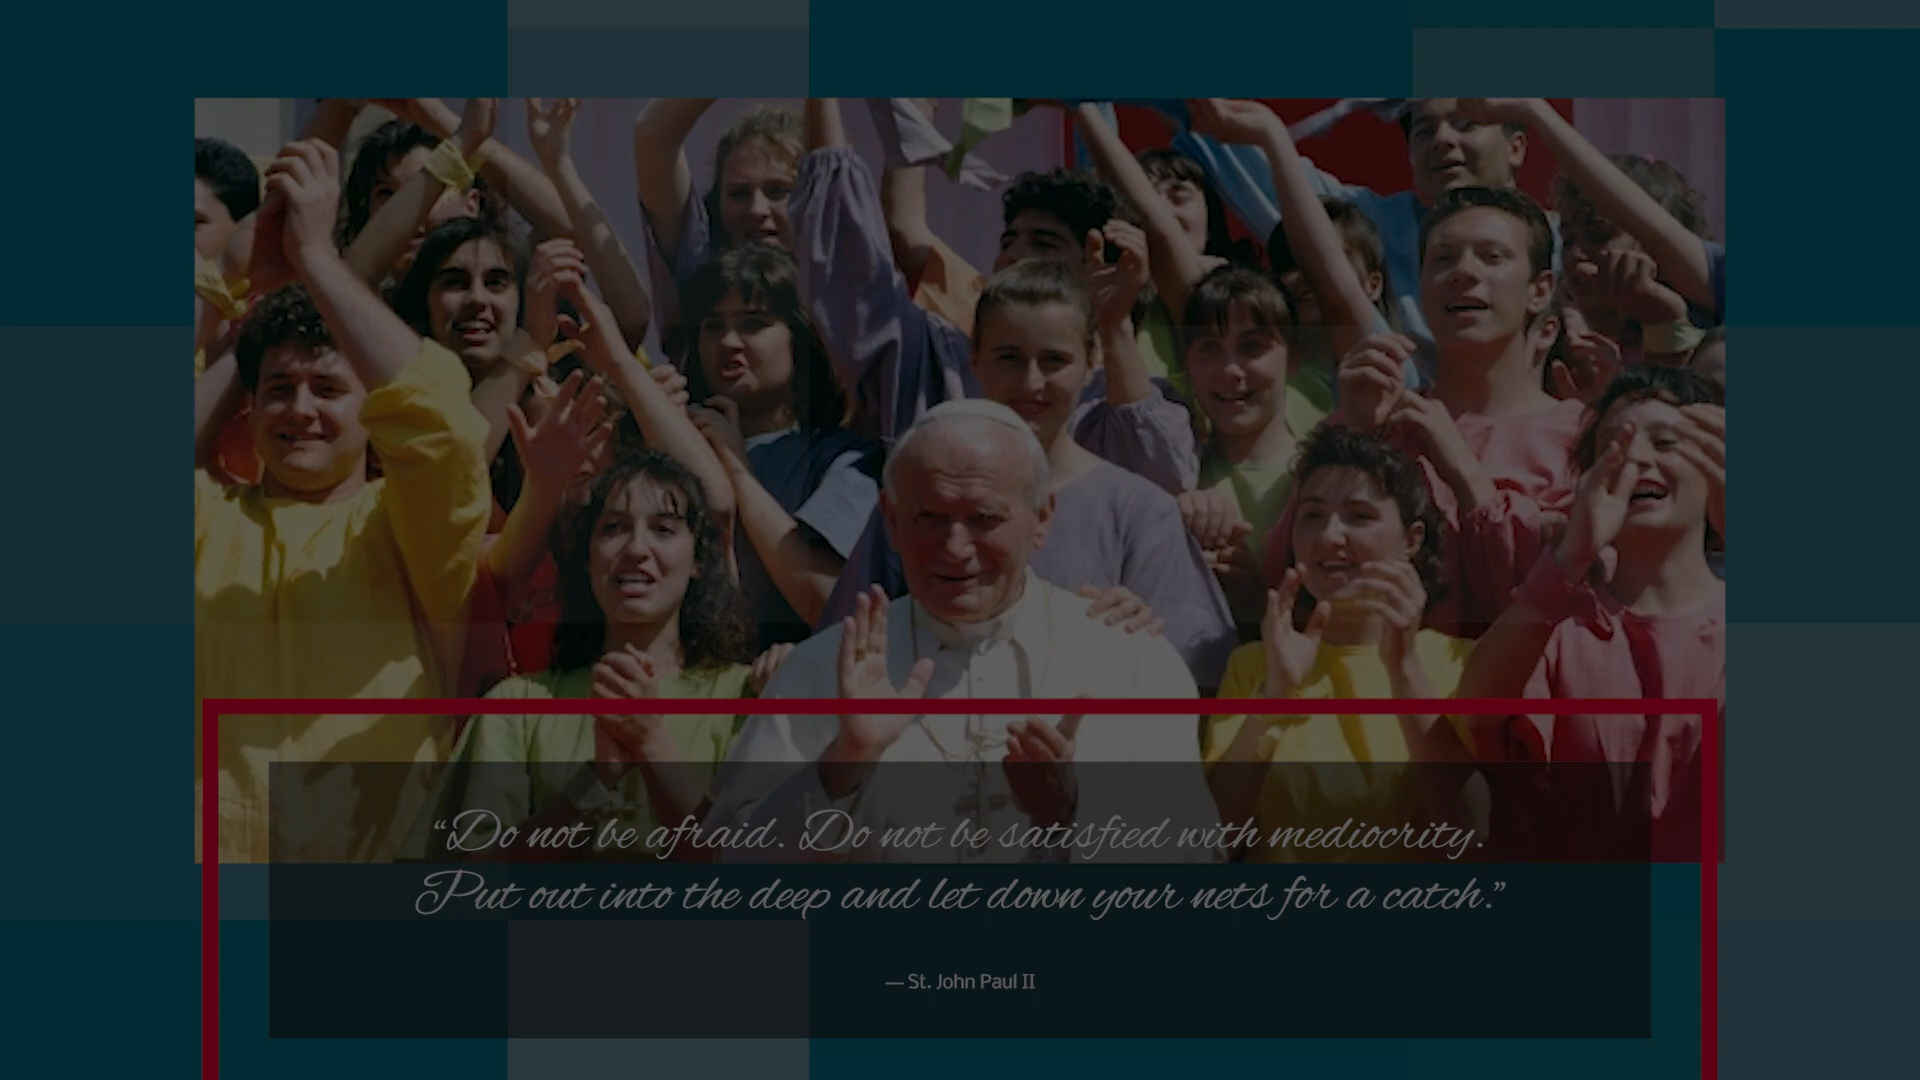 “Do not be afraid. Do not be satisfied with mediocrity.
Put out into the deep and let down your nets for a catch.”
— St. John Paul II